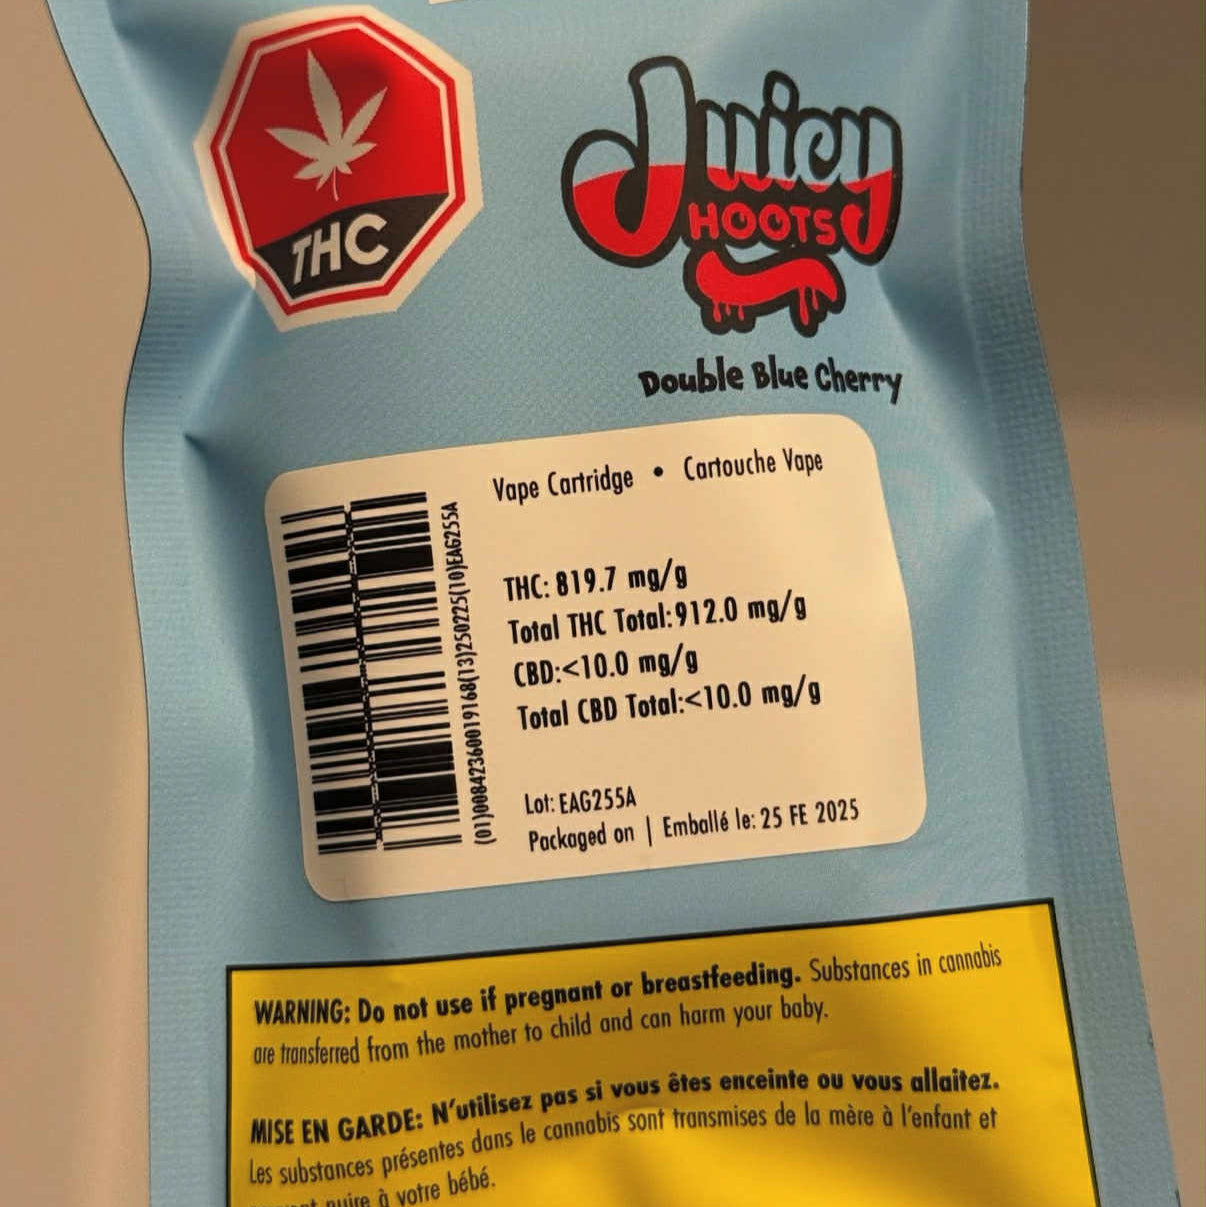 THC
Juicy
HOOTS
Double Blue Cherry
Vape Cartridge • Cartouche Vape
THC: 819.7 mg/g
Total THC Total:912.0 mg/g
CBD:<10.0 mg/g
Total CBD Total:<10.0 mg/g
Lot: EAG255A
Packaged on | Emballé le: 25 FE 2025
(01)00842360019168(13)250225(10)EAG255A
WARNING: Do not use if pregnant or breastfeeding. Substances in cannabis
are transferred from the mother to child and can harm your baby.
MISE EN GARDE: N'utilisez pas si vous êtes enceinte ou vous allaitez.
Les substances présentes dans le cannabis sont transmises de la mère à l'enfant et
nuire à votre bébé.